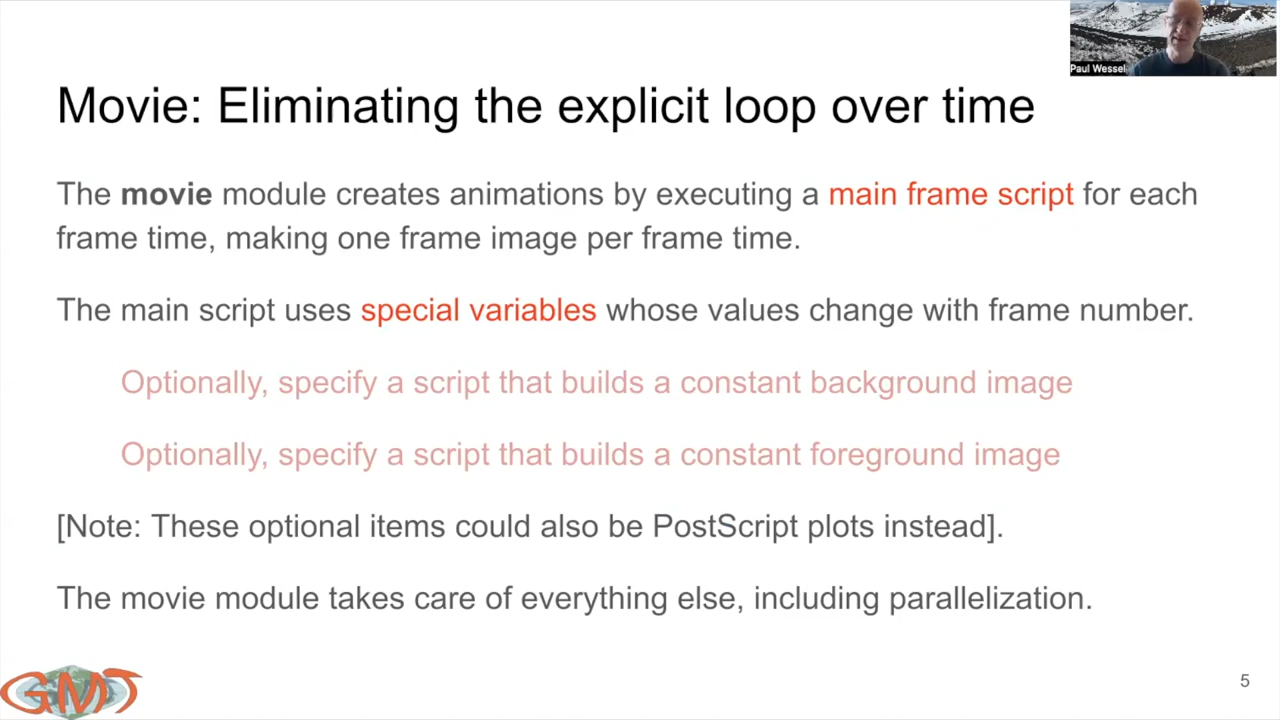 Paul Wessel
Movie: Eliminating the explicit loop over time
The movie module creates animations by executing a main frame script for each
frame time, making one frame image per frame time.
The main script uses special variables whose values change with frame number.
Optionally, specify a script that builds a constant background image
Optionally, specify a script that builds a constant foreground image
[Note: These optional items could also be PostScript plots instead].
The movie module takes care of everything else, including parallelization.
GMT
5